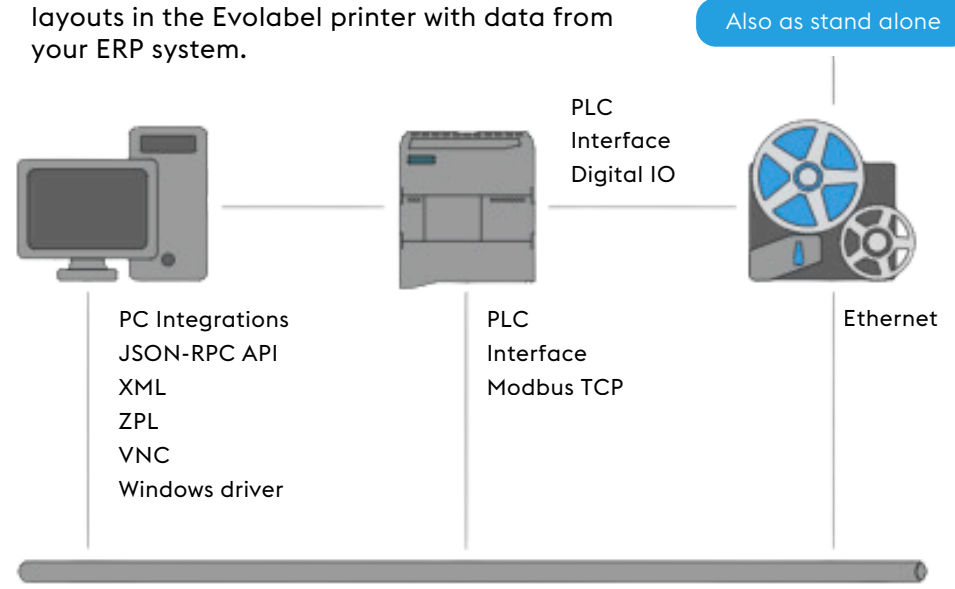 layouts in the Evolabel printer with data from
your ERP system.
Also as stand alone
PLC
Interface
Digital IO
PC Integrations
JSON-RPC API
XML
ZPL
VNC
Windows driver
PLC
Interface
Modbus TCP
Ethernet